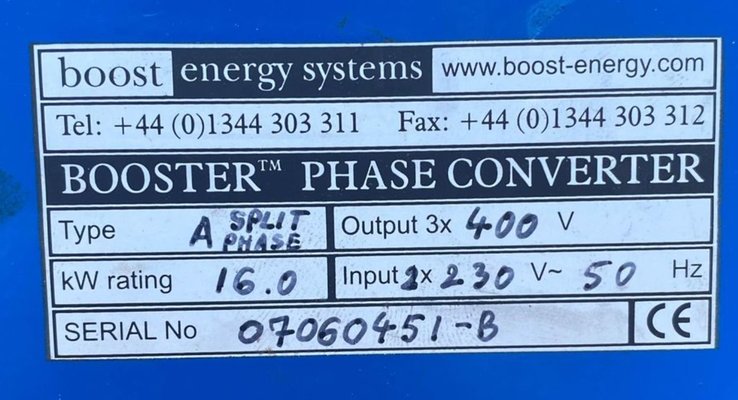 boost energy systems www.boost-energy.com
Tel: +44 (0)1344 303 311 Fax: +44 (0)1344 303 312
BOOSTER™ PHASE CONVERTER
Type A SPLIT PHASE Output 3x 400 V
kW rating 16.0 Input 2x 230 V~ 50 Hz
SERIAL No 07060451-B CE